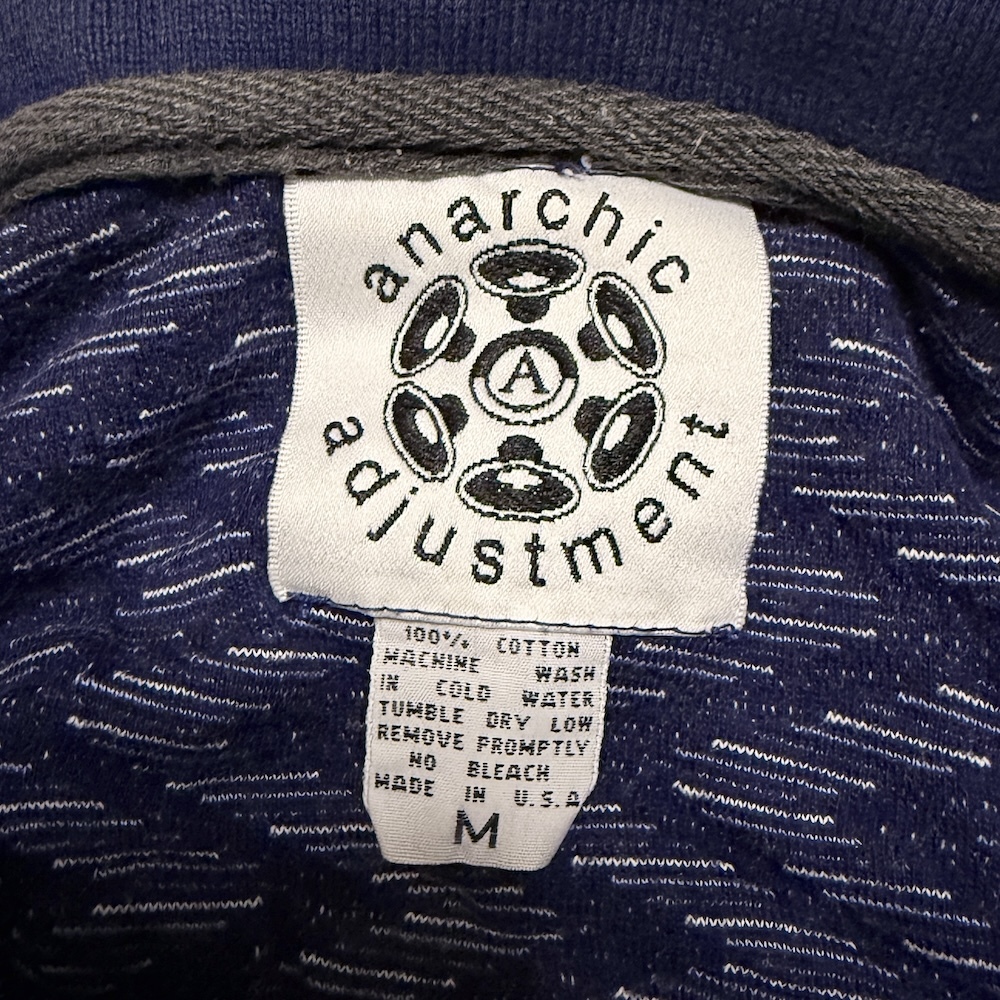 anarchic
A
adjustment
100% COTTON
MACHINE WASH
IN COLD WATER
TUMBLE DRY LOW
REMOVE PROMPTLY
NO BLEACH
MADE IN U.S.A.
M